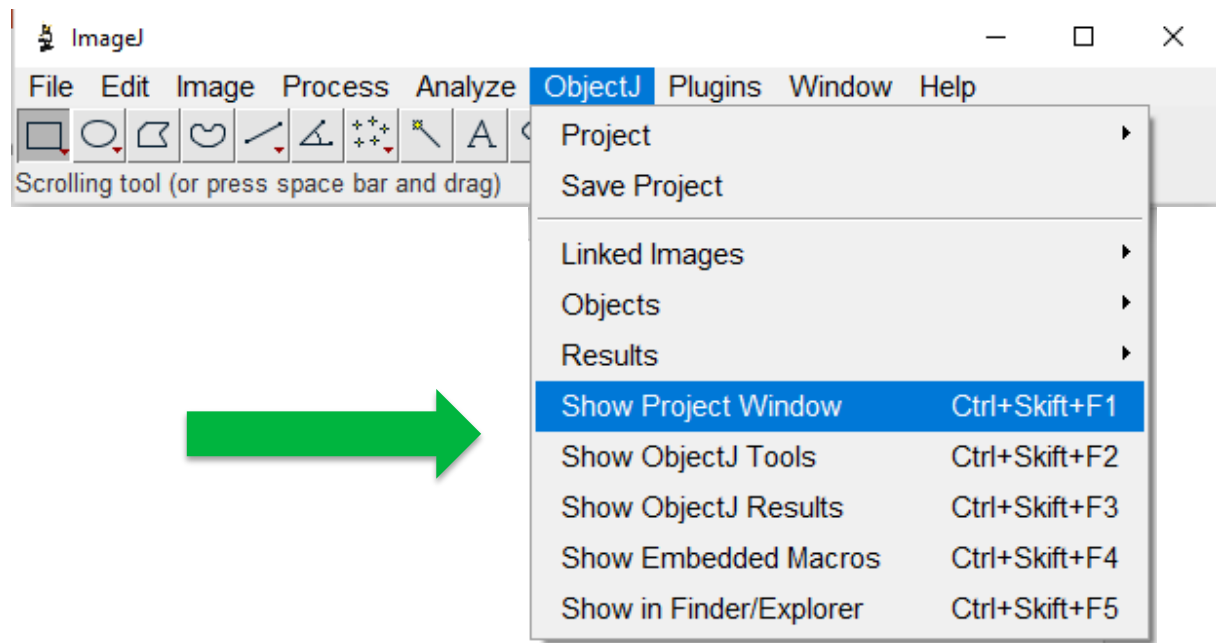 ImageJ
File Edit Image Process Analyze ObjectJ Plugins Window Help
A
Scrolling tool (or press space bar and drag)
Project
Save Project
Linked Images
Objects
Results
Show Project Window Ctrl+Skift+F1
Show ObjectJ Tools Ctrl+Skift+F2
Show ObjectJ Results Ctrl+Skift+F3
Show Embedded Macros Ctrl+Skift+F4
Show in Finder/Explorer Ctrl+Skift+F5